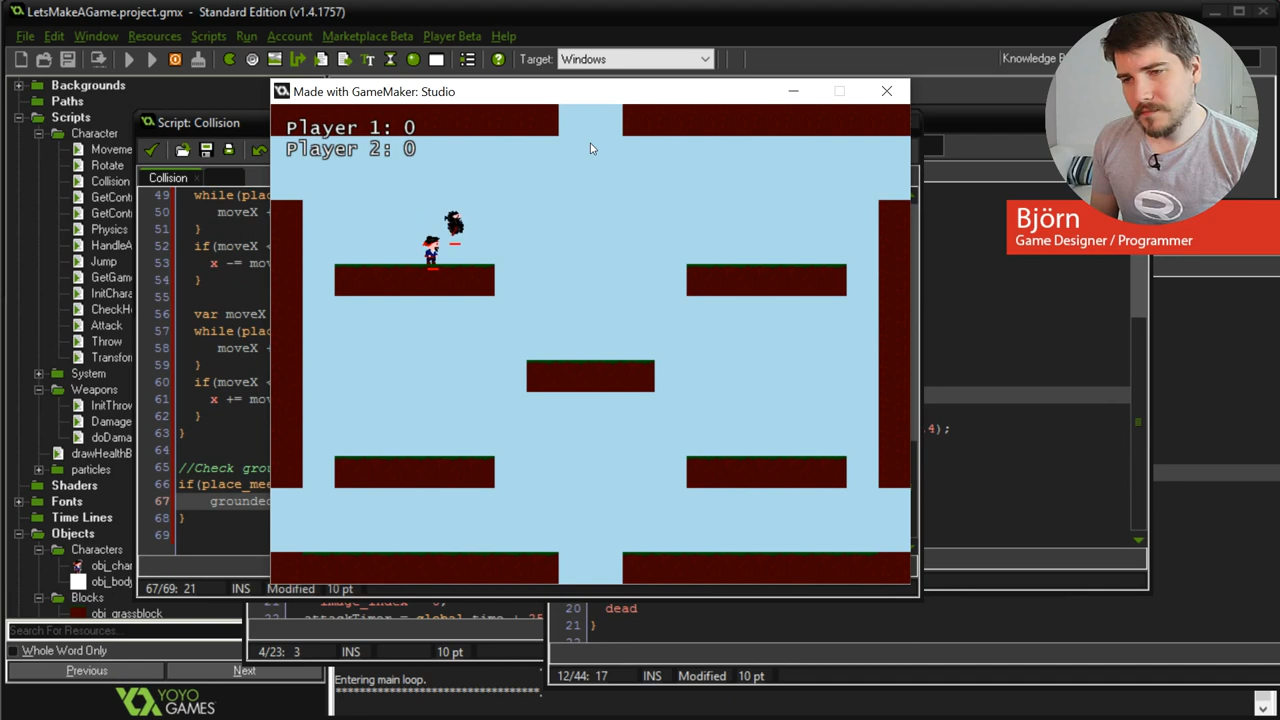 LetsMakeAGame.project.gmx - Standard Edition (v1.4.1757)
File Edit Window Resources Scripts Run Account Marketplace Beta Player Beta Help
Target: Windows
Knowledge B
Backgrounds
Paths
Scripts
Character
Moveme
Rotate
Collision
GetCont
GetCont
Physics
HandleA
Jump
GetGam
InitChara
CheckHe
Attack
Throw
Transfor
System
Weapons
InitThrow
Damage
doDama
drawHealthB
particles
Shaders
Fonts
Time Lines
Objects
Characters
obj_char
obj_body
Blocks
obj_grassblock
Search For Resources...
Whole Word Only
Previous Next
YOYO
GAMES
Script: Collision
Collision
49 while(plac
50 moveX +
51 }
52 if(moveX <
53 x -= mov
54 }
55
56 var moveX
57 while(plac
58 moveX +
59 }
60 if(moveX <
61 x += mov
62 }
63 }
64
65 //Check grou
66 if(place_mee
67 grounded
68 }
69
67/69: 21 INS Modified 10 pt
Made with GameMaker: Studio
Player 1: 0
Player 2: 0
Björn
Game Designer / Programmer
4);
4/23: 3 INS 10 pt
20 dead
21 }
12/44: 17 INS Modified 10 pt
Entering main loop.